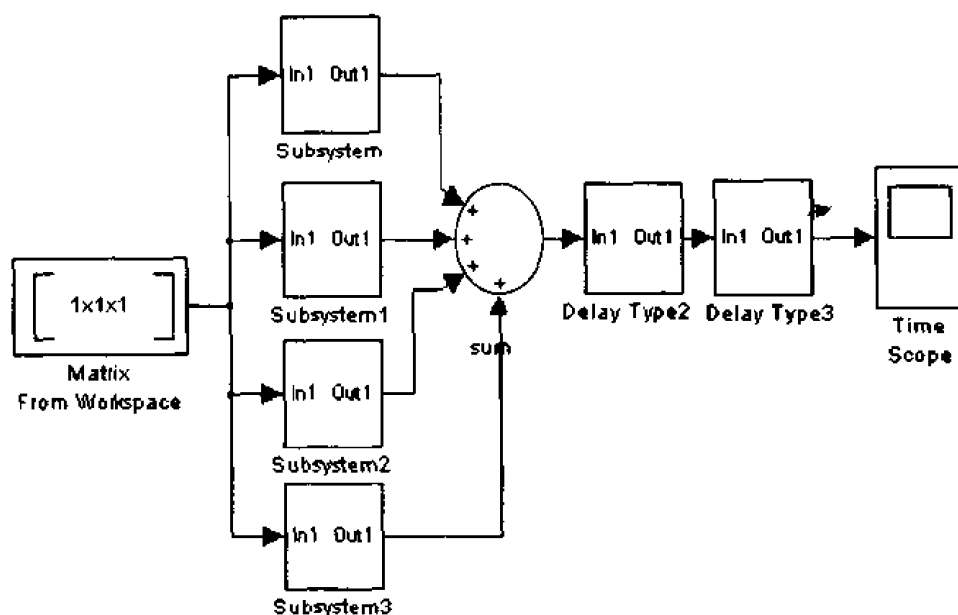 In1 Out1
Subsystem
In1 Out1
Subsystem1
1x1x1
Matrix
From Workspace
In1 Out1
Subsystem2
In1 Out1
Subsystem3
+
+
+
+
sum
In1 Out1
Delay Type2
In1 Out1
Delay Type3
Time
Scope